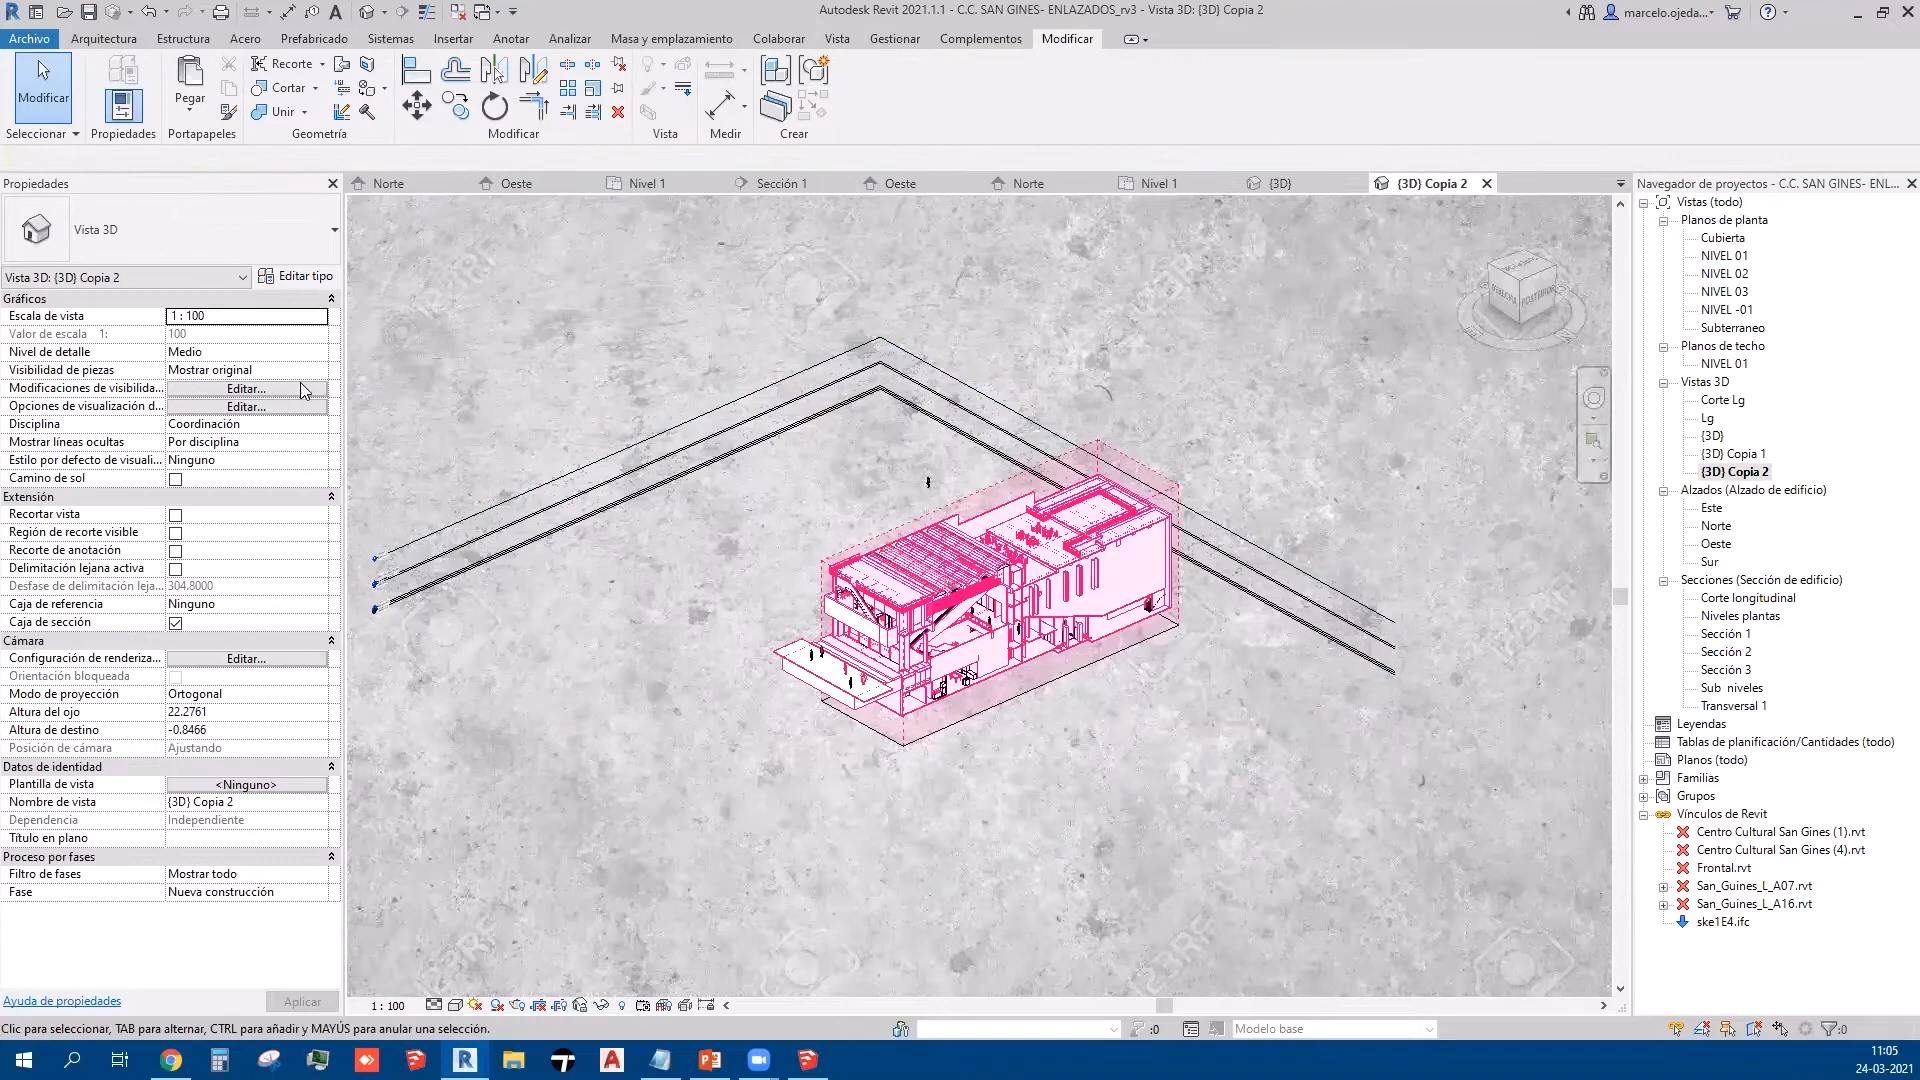 Autodesk Revit 2021.1.1 - C.C. SAN GINES- ENLAZADOS_rv3 - Vista 3D: {3D} Copia 2
marcelo.ojeda...
Archivo Arquitectura Estructura Acero Prefabricado Sistemas Insertar Anotar Analizar Masa y emplazamiento Colaborar Vista Gestionar Complementos Modificar
Modificar
Pegar
Recorte
Cortar
Unir
Seleccionar Propiedades Portapapeles Geometría Modificar Vista Medir Crear
Propiedades
Norte Oeste Nivel 1 Sección 1 Oeste Norte Nivel 1 {3D} {3D} Copia 2
Vista 3D
Vista 3D: {3D} Copia 2 Editar tipo
Gráficos
Escala de vista 1 : 100
Valor de escala 1: 100
Nivel de detalle Medio
Visibilidad de piezas Mostrar original
Modificaciones de visibilida... Editar...
Opciones de visualización d... Editar...
Disciplina Coordinación
Mostrar líneas ocultas Por disciplina
Estilo por defecto de visuali... Ninguno
Camino de sol
Extensión
Recortar vista
Región de recorte visible
Recorte de anotación
Delimitación lejana activa
Desfase de delimitación leja... 304.8000
Caja de referencia Ninguno
Caja de sección
Cámara
Configuración de renderiza... Editar...
Orientación bloqueada
Modo de proyección Ortogonal
Altura del ojo 22.2761
Altura de destino -0.8466
Posición de cámara Ajustando
Datos de identidad
Plantilla de vista <Ninguno>
Nombre de vista {3D} Copia 2
Dependencia Independiente
Título en plano
Proceso por fases
Filtro de fases Mostrar todo
Fase Nueva construcción
Ayuda de propiedades Aplicar
Navegador de proyectos - C.C. SAN GINES- ENL...
Vistas (todo)
Planos de planta
Cubierta
NIVEL 01
NIVEL 02
NIVEL 03
NIVEL -01
Subterraneo
Planos de techo
NIVEL 01
Vistas 3D
Corte Lg
Lg
{3D}
{3D} Copia 1
{3D} Copia 2
Alzados (Alzado de edificio)
Este
Norte
Oeste
Sur
Secciones (Sección de edificio)
Corte longitudinal
Niveles plantas
Sección 1
Sección 2
Sección 3
Sub niveles
Transversal 1
Leyendas
Tablas de planificación/Cantidades (todo)
Planos (todo)
Familias
Grupos
Vínculos de Revit
Centro Cultural San Gines (1).rvt
Centro Cultural San Gines (4).rvt
Frontal.rvt
San_Guines_L_A07.rvt
San_Guines_L_A16.rvt
ske1E4.ifc
1 : 100
Clic para seleccionar, TAB para alternar, CTRL para añadir y MAYÚS para anular una selección.
:0
Modelo base
:0
11:05
24-03-2021